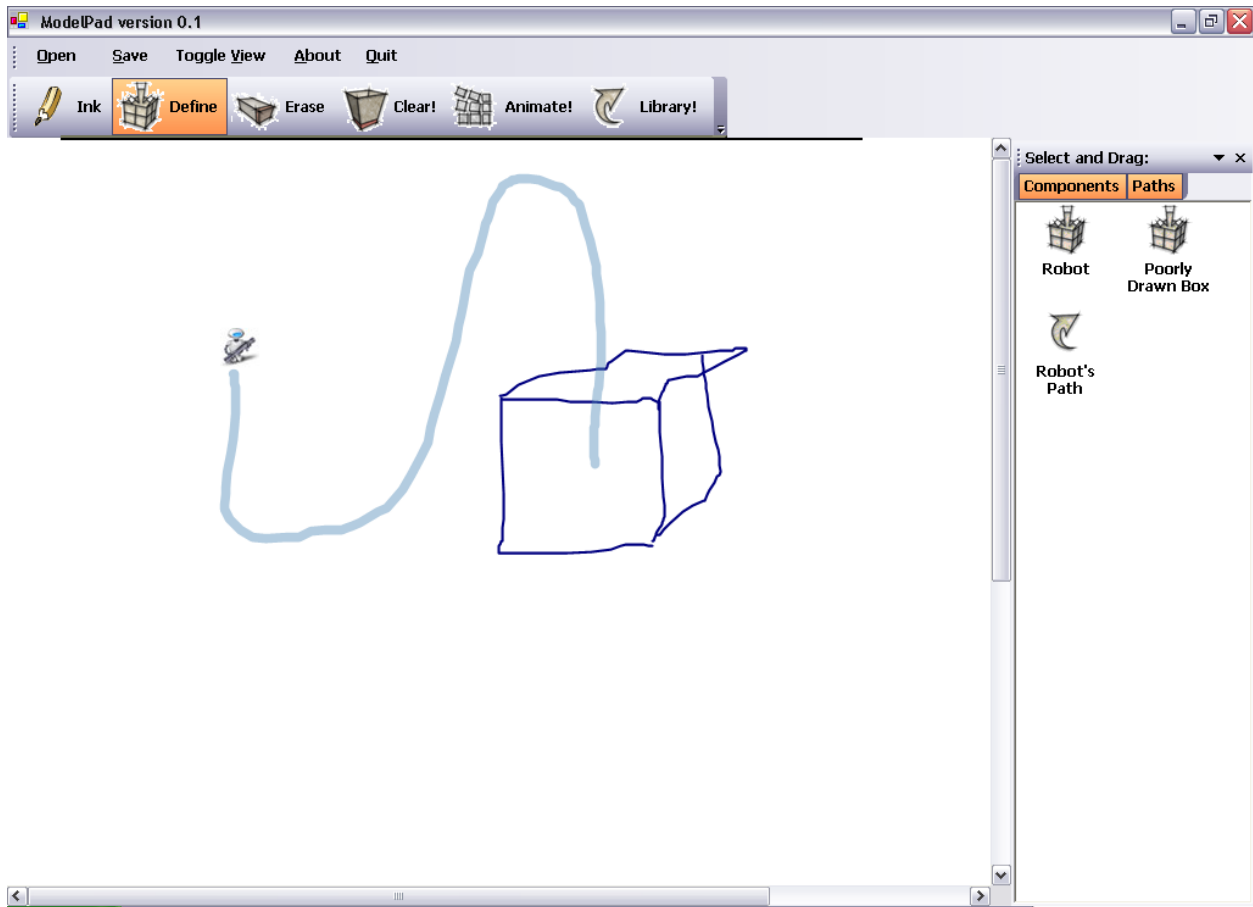 ModelPad version 0.1
Open Save Toggle View About Quit
Ink Define Erase Clear! Animate! Library!
Select and Drag:
Components Paths
Robot Poorly
Drawn Box
Robot's
Path